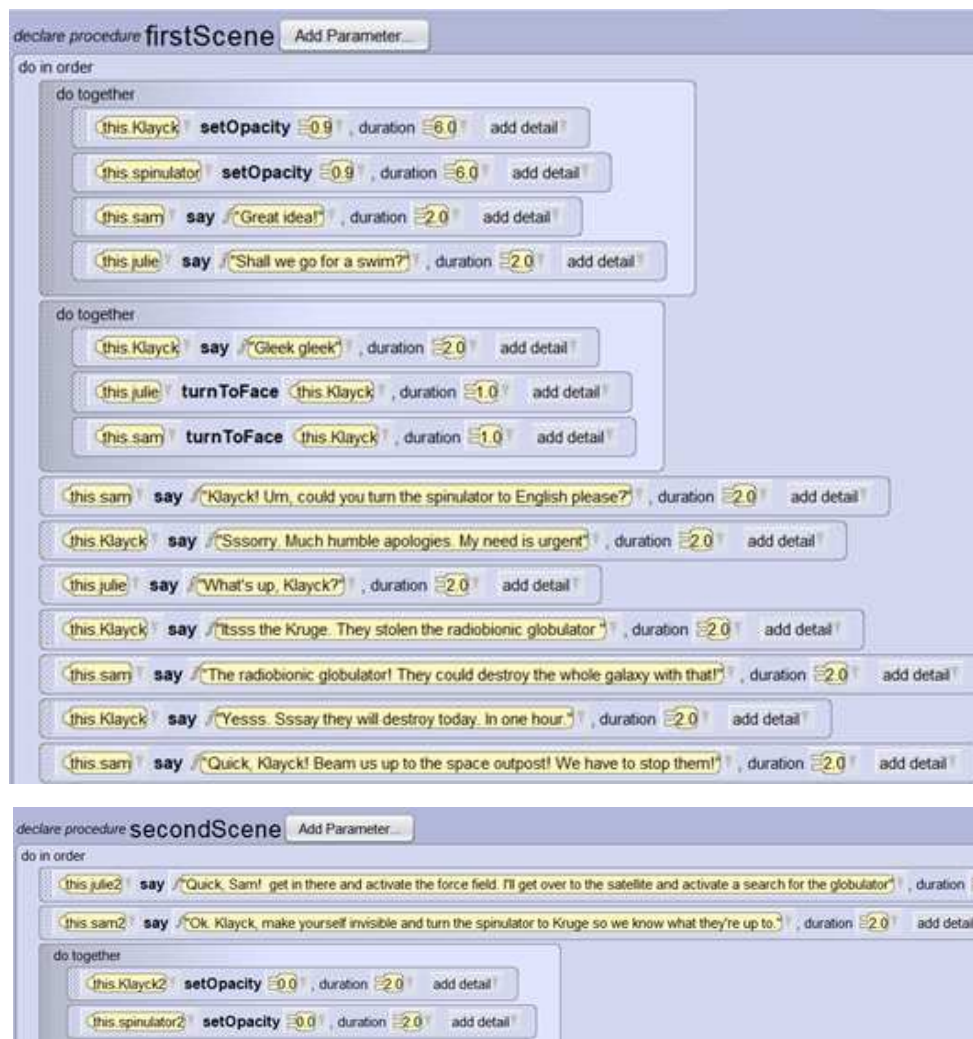 declare procedure firstScene Add Parameter...
do in order
do together
this.Klayck setOpacity 0.9 , duration 6.0 add detail
this.spinulator setOpacity 0.9 , duration 6.0 add detail
this.sam say "Great idea!" , duration 2.0 add detail
this.julie say "Shall we go for a swim?" , duration 2.0 add detail
do together
this.Klayck say "Gleek gleek" , duration 2.0 add detail
this.julie turnToFace this.Klayck , duration 1.0 add detail
this.sam turnToFace this.Klayck , duration 1.0 add detail
this.sam say "Klayck! Um, could you turn the spinulator to English please?" , duration 2.0 add detail
this.Klayck say "Sssorry. Much humble apologies. My need is urgent" , duration 2.0 add detail
this.julie say "What's up, Klayck?" , duration 2.0 add detail
this.Klayck say "Itsss the Kruge. They stolen the radiobionic globulator " , duration 2.0 add detail
this.sam say "The radiobionic globulator! They could destroy the whole galaxy with that!" , duration 2.0 add detail
this.Klayck say "Yesss. Sssay they will destroy today. In one hour." , duration 2.0 add detail
this.sam say "Quick, Klayck! Beam us up to the space outpost! We have to stop them!" , duration 2.0 add detail
declare procedure secondScene Add Parameter...
do in order
this.julie2 say "Quick, Sam! get in there and activate the force field. I'll get over to the satellite and activate a search for the globulator" , duration
this.sam2 say "Ok. Klayck, make yourself invisible and turn the spinulator to Kruge so we know what they're up to." , duration 2.0 add detail
do together
this.Klayck2 setOpacity 0.0 , duration 2.0 add detail
this.spinulator2 setOpacity 0.0 , duration 2.0 add detail